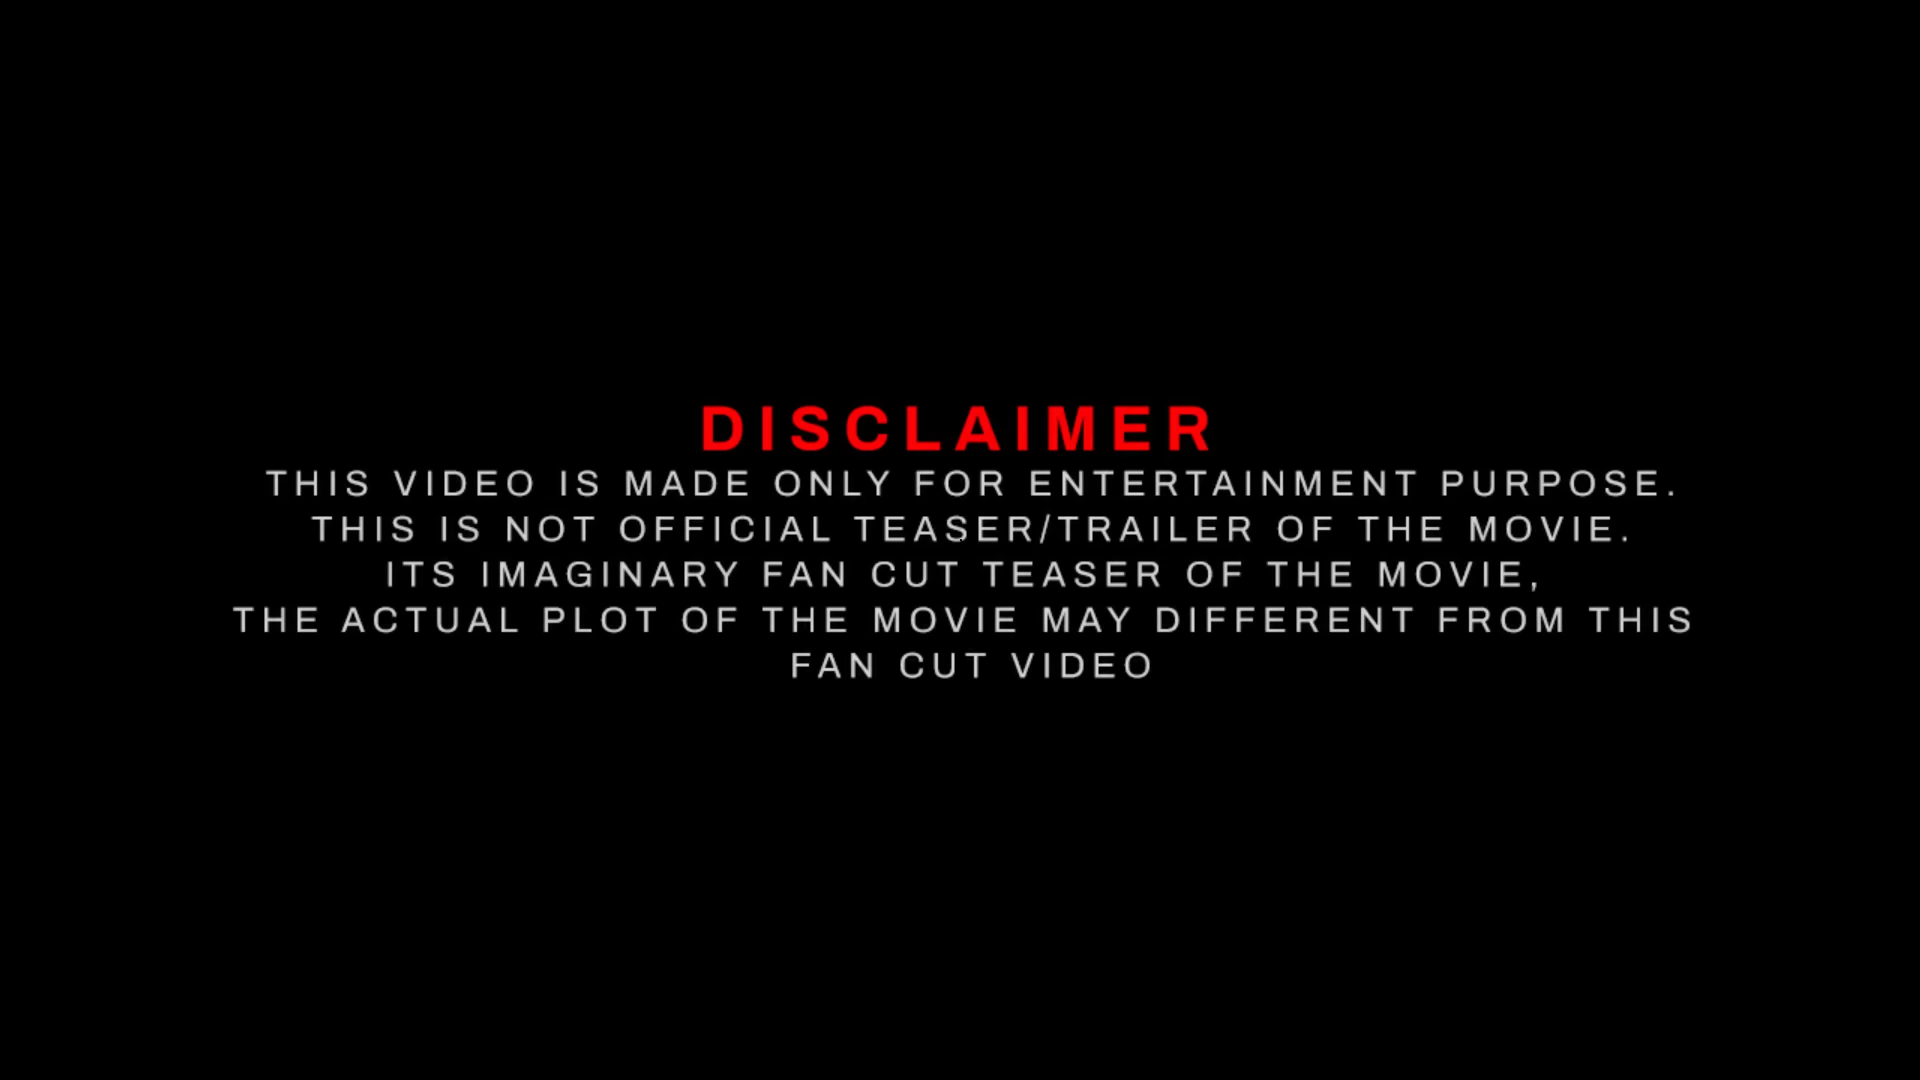 DISCLAIMER
THIS VIDEO IS MADE ONLY FOR ENTERTAINMENT PURPOSE.
THIS IS NOT OFFICIAL TEASER/TRAILER OF THE MOVIE.
ITS IMAGINARY FAN CUT TEASER OF THE MOVIE,
THE ACTUAL PLOT OF THE MOVIE MAY DIFFERENT FROM THIS
FAN CUT VIDEO